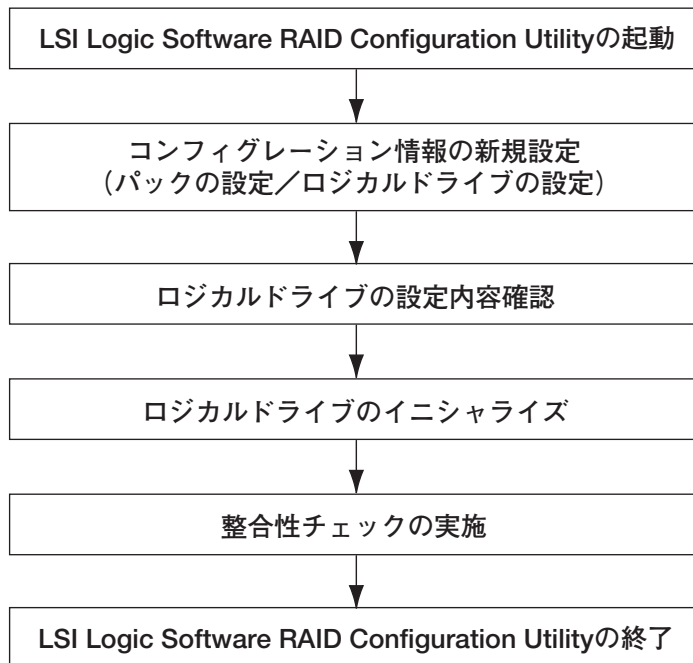 LSI Logic Software RAID Configuration Utilityの起動
コンフィグレーション情報の新規設定
（パックの設定／ロジカルドライブの設定）
ロジカルドライブの設定内容確認
ロジカルドライブのイニシャライズ
整合性チェックの実施
LSI Logic Software RAID Configuration Utilityの終了